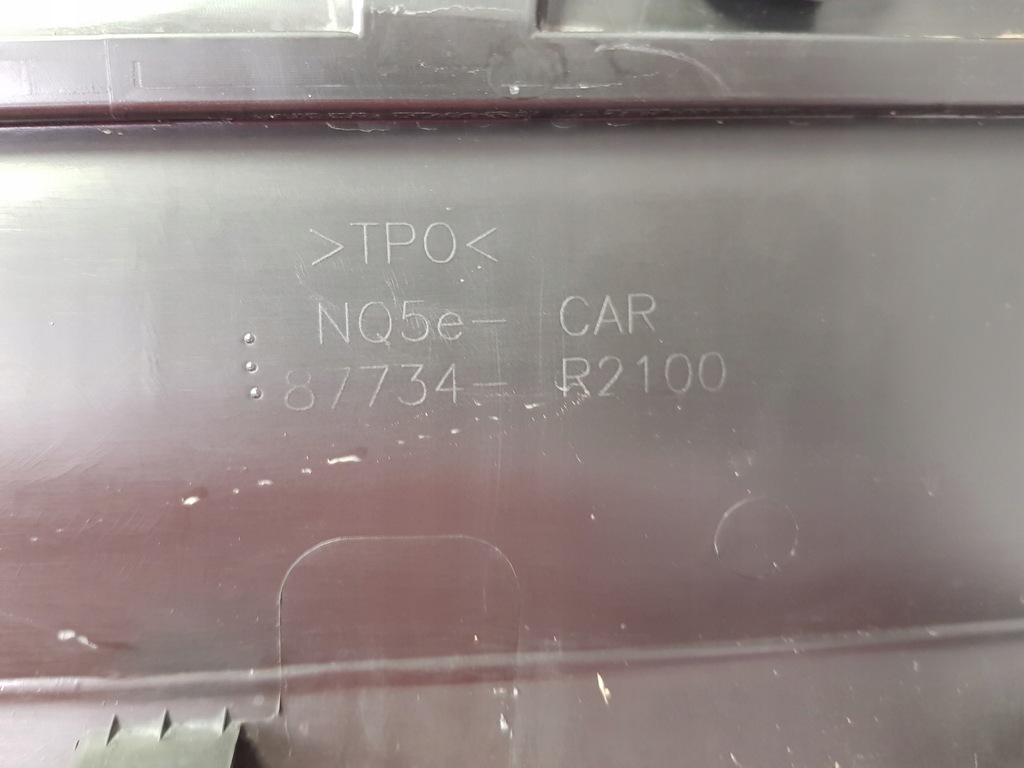 >TPO<
NQ5e- CAR
87734- R2100